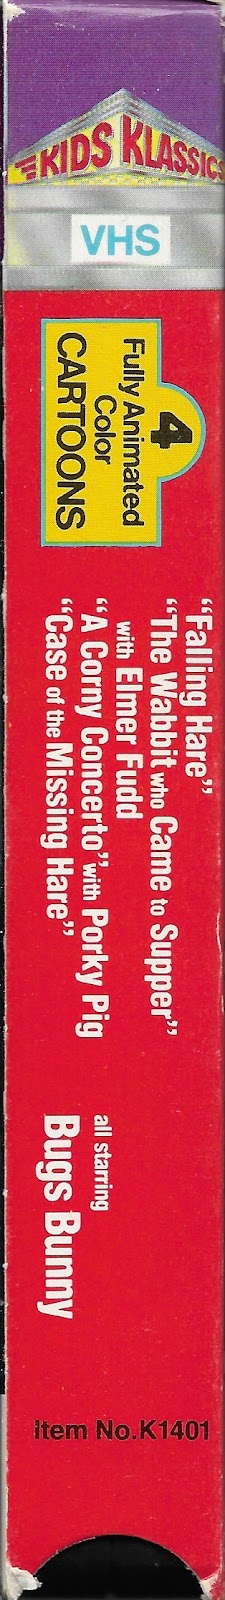 KIDS KLASSICS
VHS
4
Fully Animated
Color
CARTOONS
"Falling Hare"
"The Wabbit who Came to Supper"
with Elmer Fudd
"A Corny Concerto" with Porky Pig
"Case of the Missing Hare"
all starring
Bugs Bunny
Item No.K1401